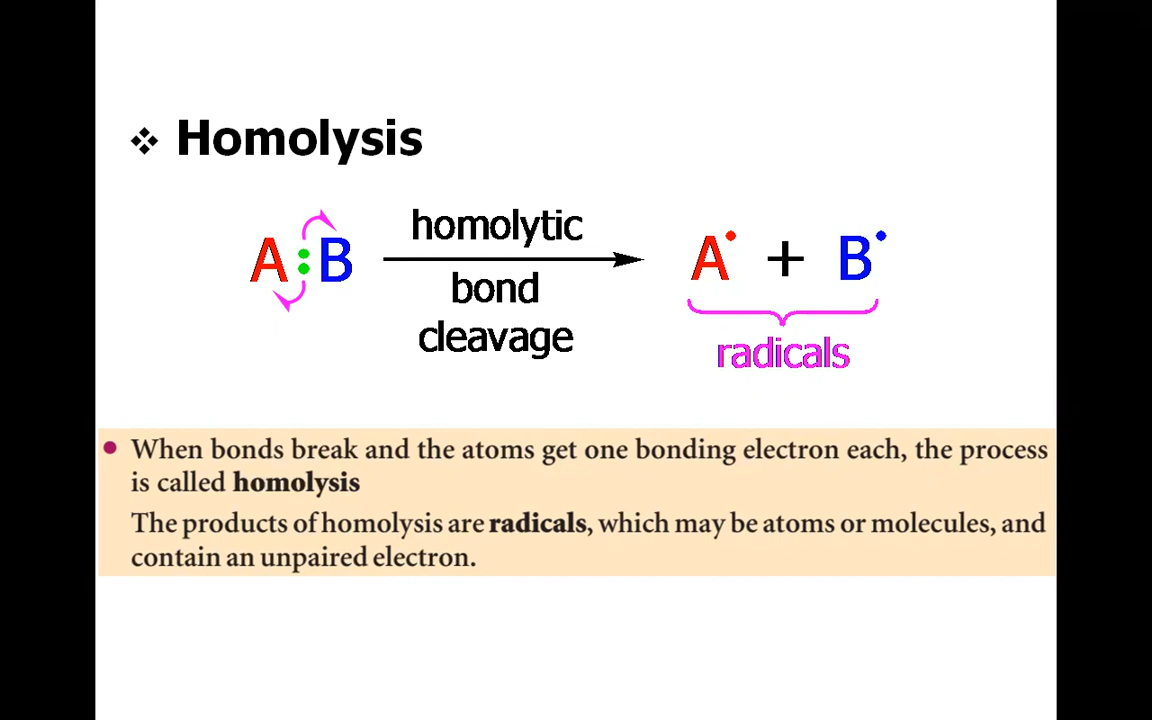 ❖ Homolysis
homolytic
A:B
A• + B•
bond
cleavage
radicals
• When bonds break and the atoms get one bonding electron each, the process
is called homolysis
The products of homolysis are radicals, which may be atoms or molecules, and
contain an unpaired electron.